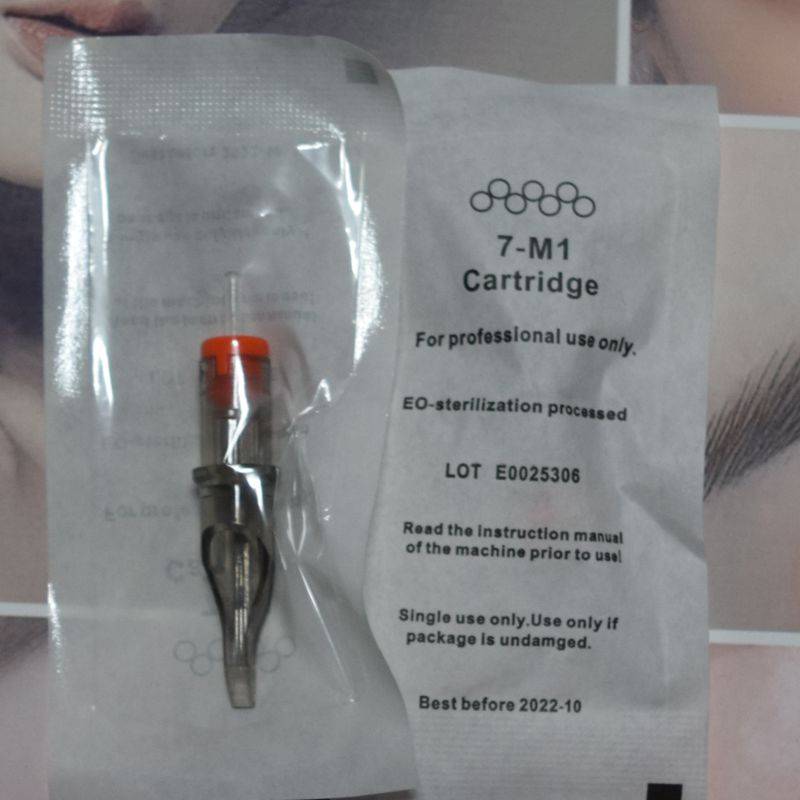 7-M1
Cartridge
For professional use only.
EO-sterilization processed
LOT E0025306
Read the instruction manual
of the machine prior to use!
Single use only.Use only if
package is undamged.
Best before 2022-10